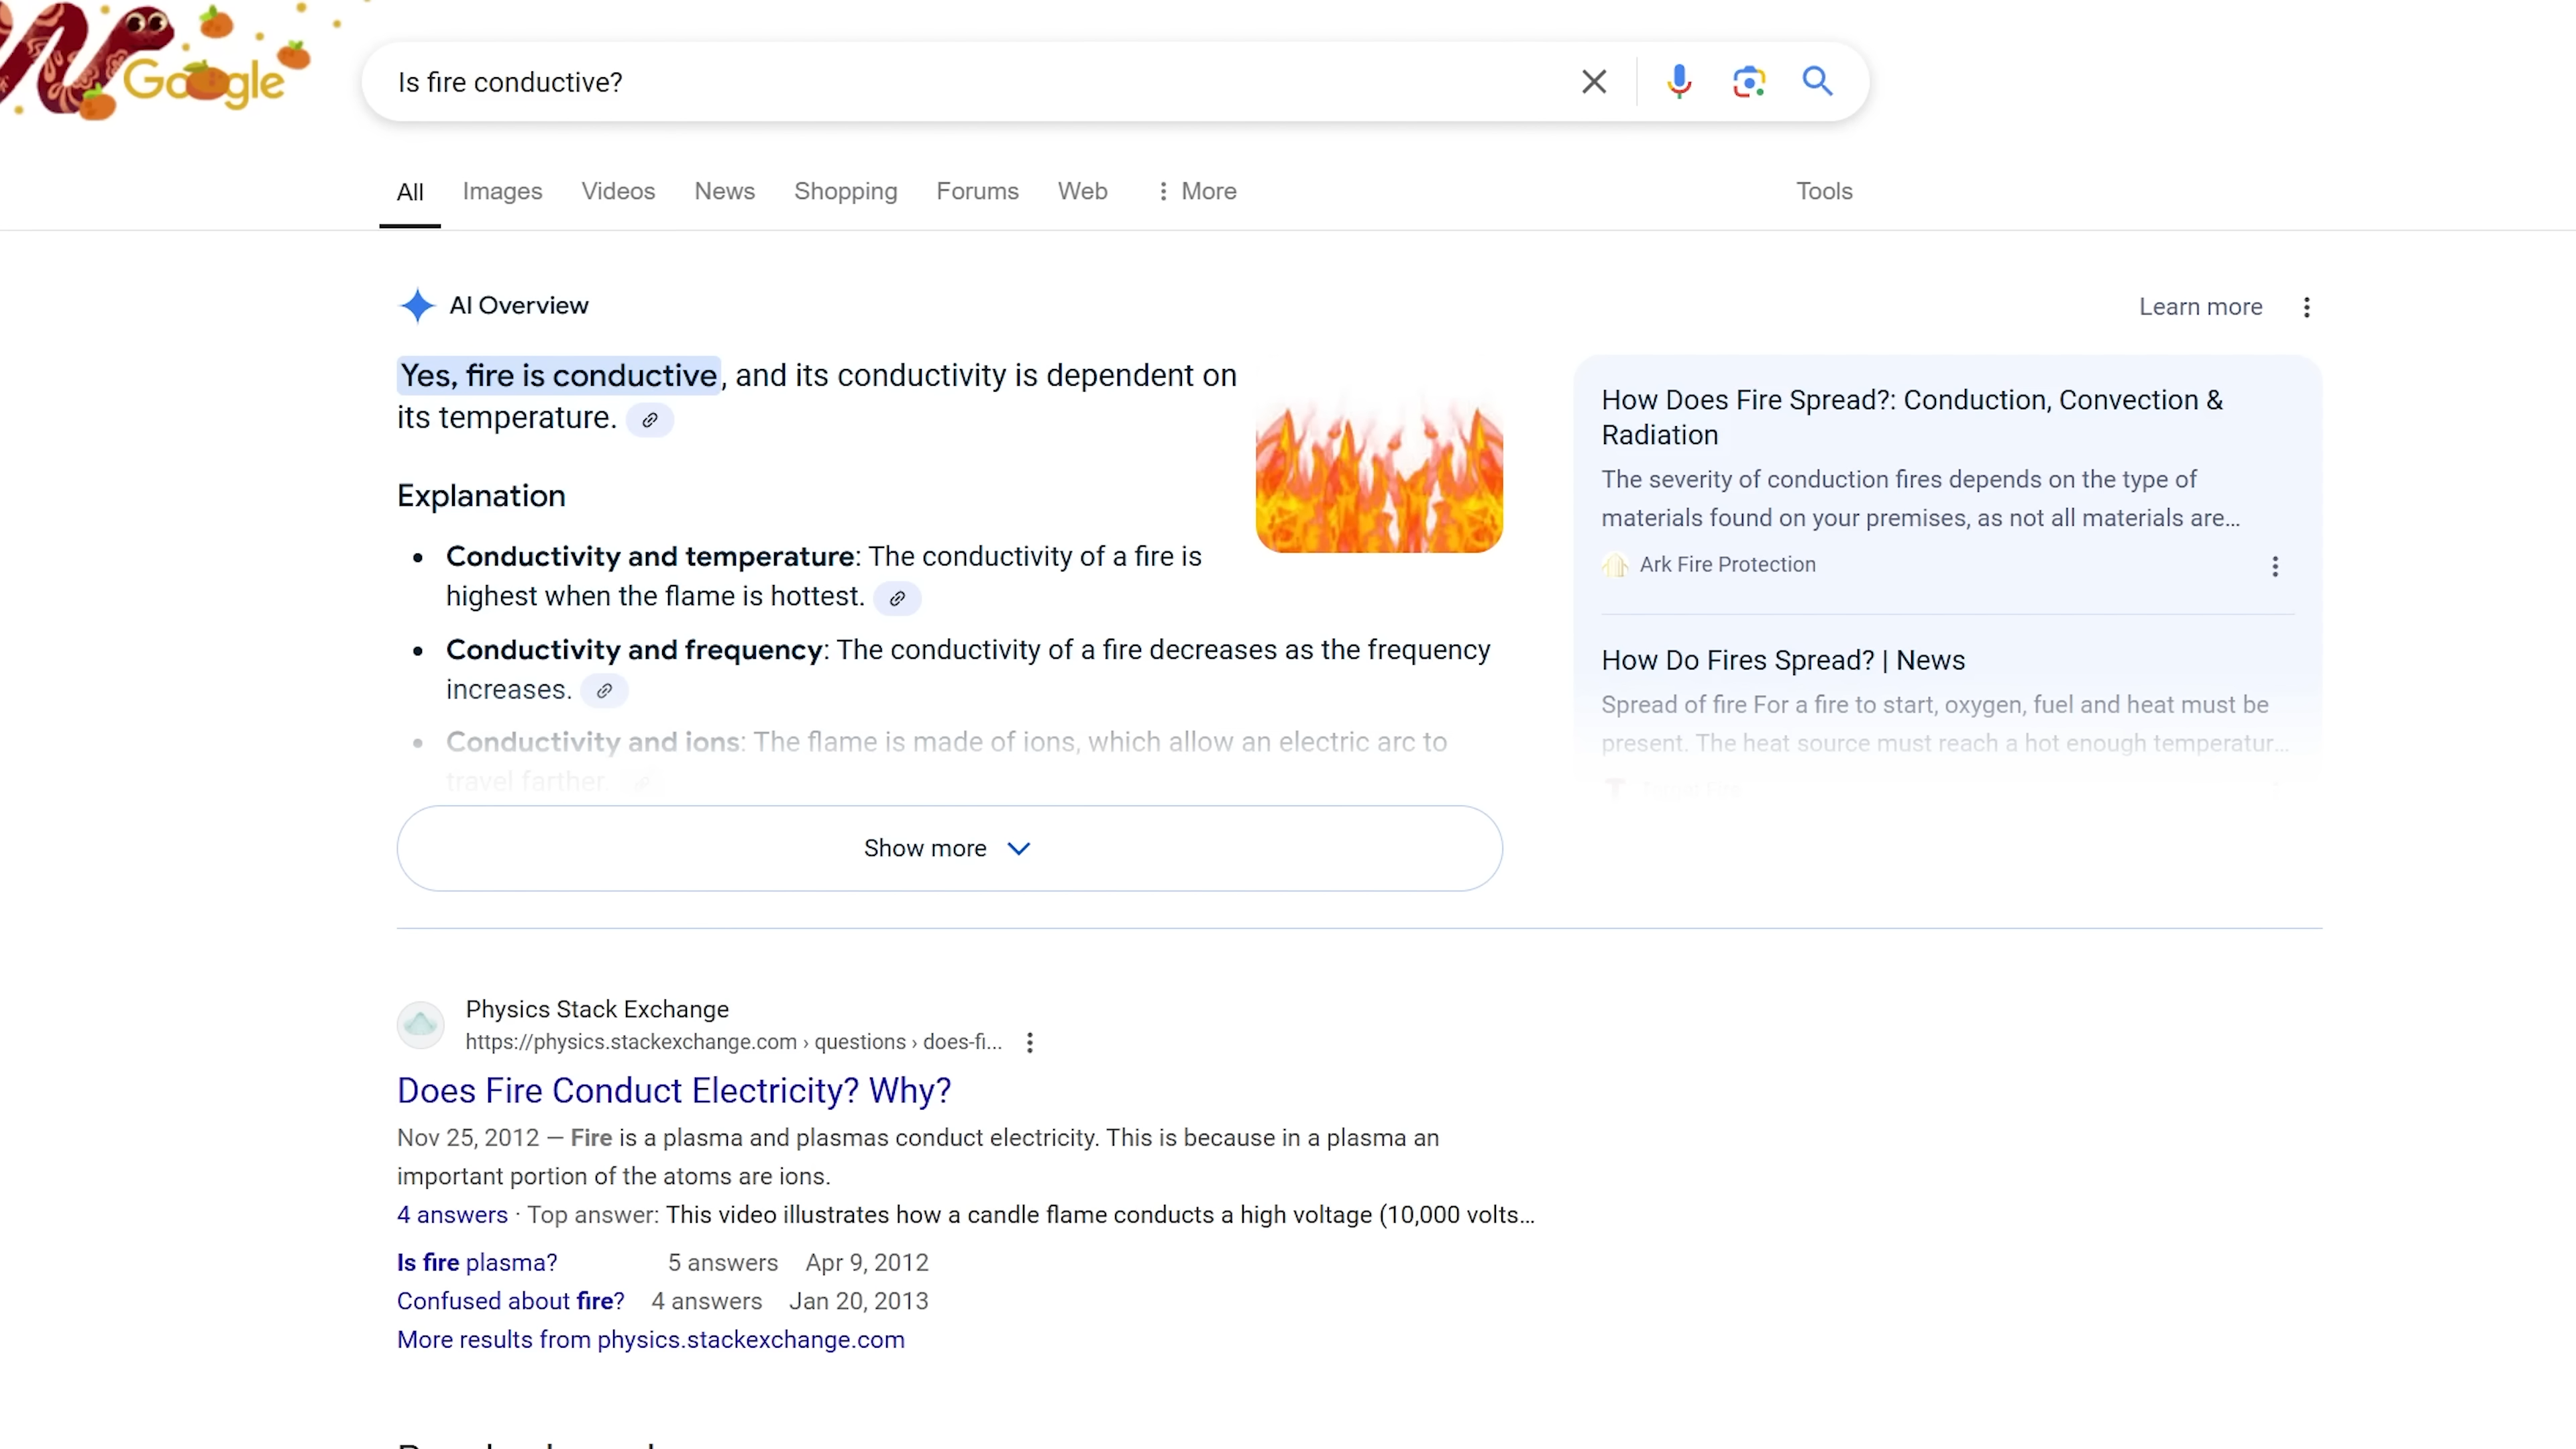 Google
Is fire conductive?
All Images Videos News Shopping Forums Web More Tools
AI Overview
Learn more
Yes, fire is conductive, and its conductivity is dependent on
its temperature.
Explanation
Conductivity and temperature: The conductivity of a fire is
highest when the flame is hottest.
Conductivity and frequency: The conductivity of a fire decreases as the frequency
increases.
Conductivity and ions: The flame is made of ions, which allow an electric arc to
travel farther.
Show more
How Does Fire Spread?: Conduction, Convection &
Radiation
The severity of conduction fires depends on the type of
materials found on your premises, as not all materials are...
Ark Fire Protection
How Do Fires Spread? | News
Spread of fire For a fire to start, oxygen, fuel and heat must be
present. The heat source must reach a hot enough temperatur...
Physics Stack Exchange
https://physics.stackexchange.com › questions › does-fi...
Does Fire Conduct Electricity? Why?
Nov 25, 2012 — Fire is a plasma and plasmas conduct electricity. This is because in a plasma an
important portion of the atoms are ions.
4 answers · Top answer: This video illustrates how a candle flame conducts a high voltage (10,000 volts...
Is fire plasma? 5 answers Apr 9, 2012
Confused about fire? 4 answers Jan 20, 2013
More results from physics.stackexchange.com